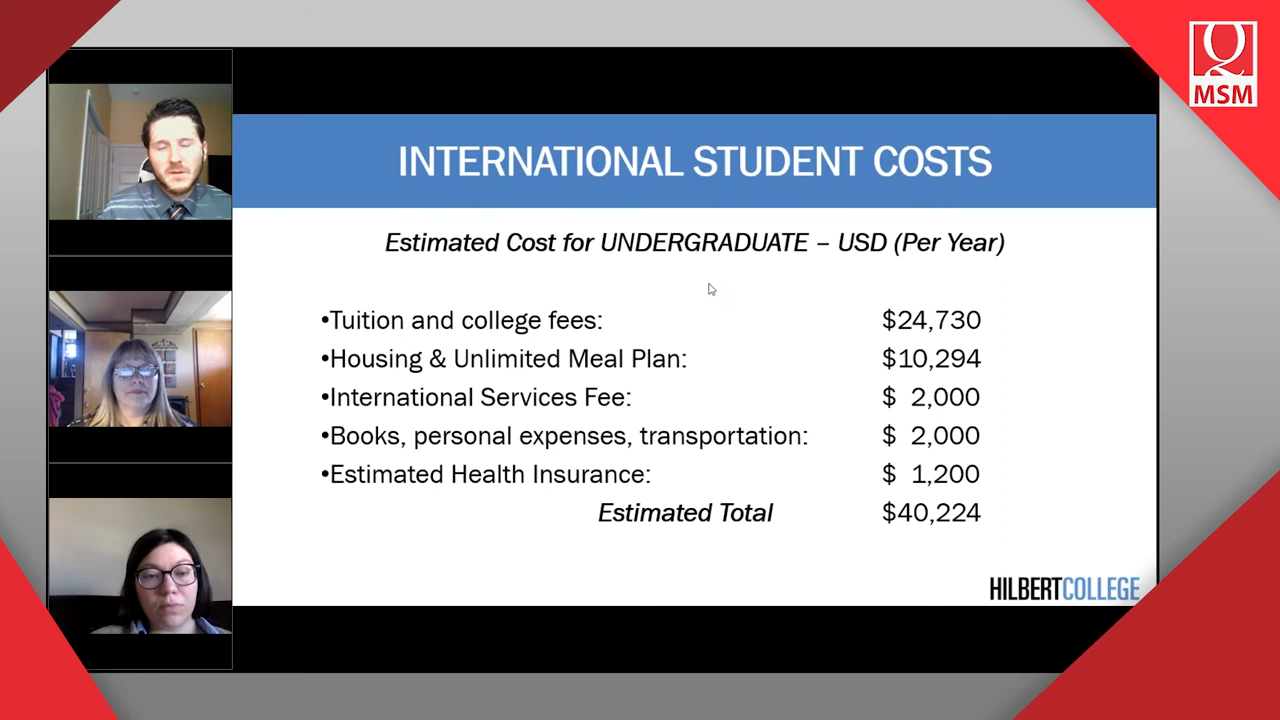 MSM
INTERNATIONAL STUDENT COSTS
Estimated Cost for UNDERGRADUATE – USD (Per Year)
•Tuition and college fees: $24,730
•Housing & Unlimited Meal Plan: $10,294
•International Services Fee: $ 2,000
•Books, personal expenses, transportation: $ 2,000
•Estimated Health Insurance: $ 1,200
Estimated Total $40,224
HILBERTCOLLEGE